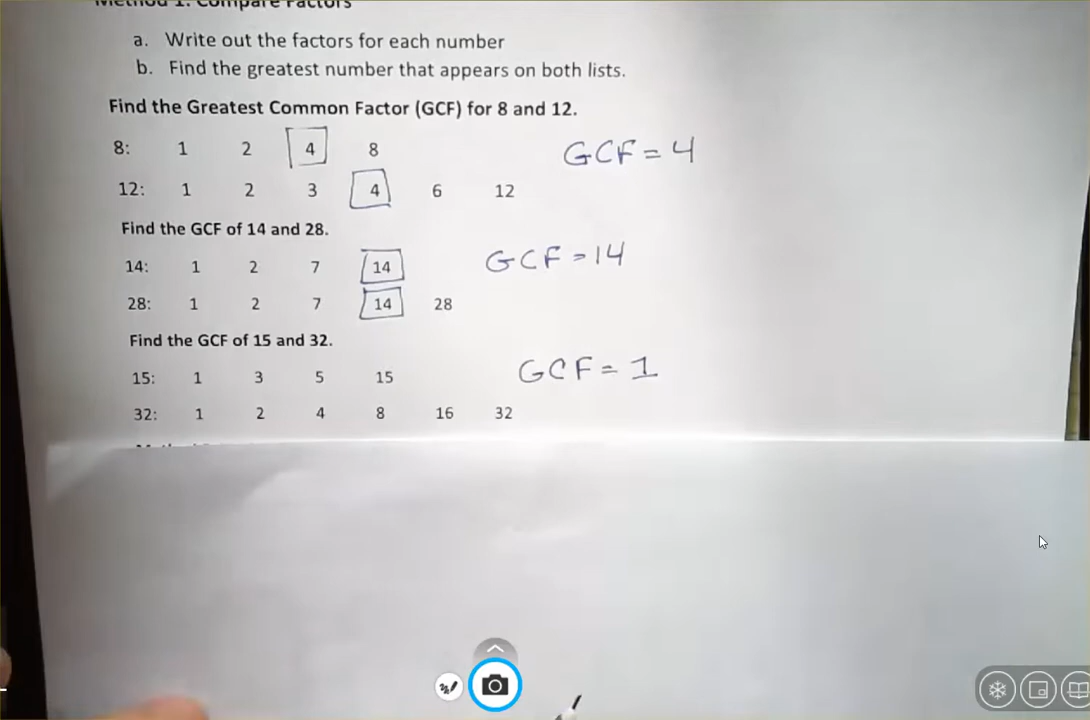 Method 1: Compare Factors
a. Write out the factors for each number
b. Find the greatest number that appears on both lists.
Find the Greatest Common Factor (GCF) for 8 and 12.
8: 1 2 4 8 GCF = 4
12: 1 2 3 4 6 12
Find the GCF of 14 and 28.
14: 1 2 7 14 GCF = 14
28: 1 2 7 14 28
Find the GCF of 15 and 32.
15: 1 3 5 15 GCF = 1
32: 1 2 4 8 16 32